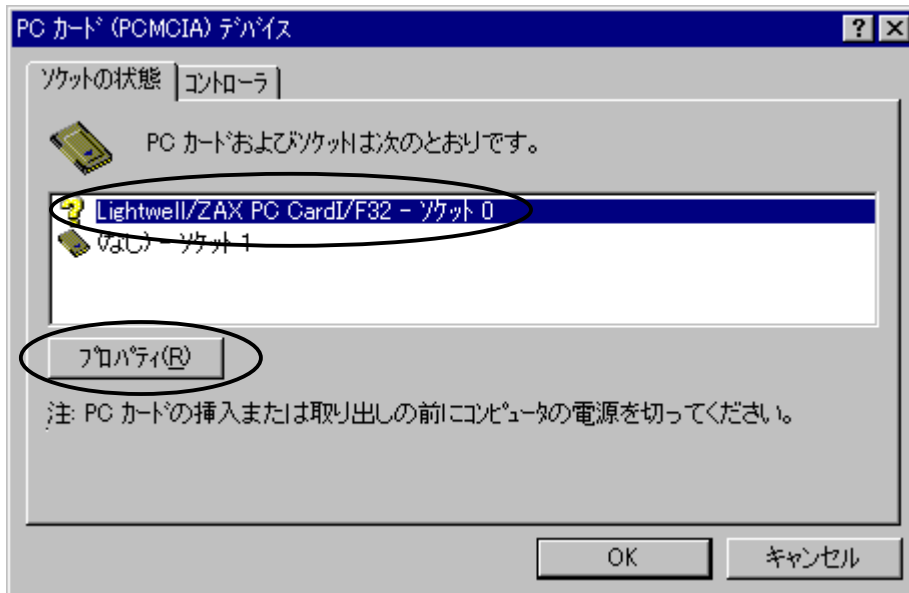 PC ｶｰﾄﾞ (PCMCIA) ﾃﾞﾊﾞｲｽ
ｿｹｯﾄの状態 ｺﾝﾄﾛｰﾗ
PC ｶｰﾄﾞおよびｿｹｯﾄは次のとおりです。
Lightwell/ZAX PC CardI/F32 - ｿｹｯﾄ 0
(なし) - ｿｹｯﾄ 1
ﾌﾟﾛﾊﾟﾃｨ(R)
注: PC ｶｰﾄﾞの挿入または取り出しの前にｺﾝﾋﾟｭｰﾀの電源を切ってください。
OK キャンセル